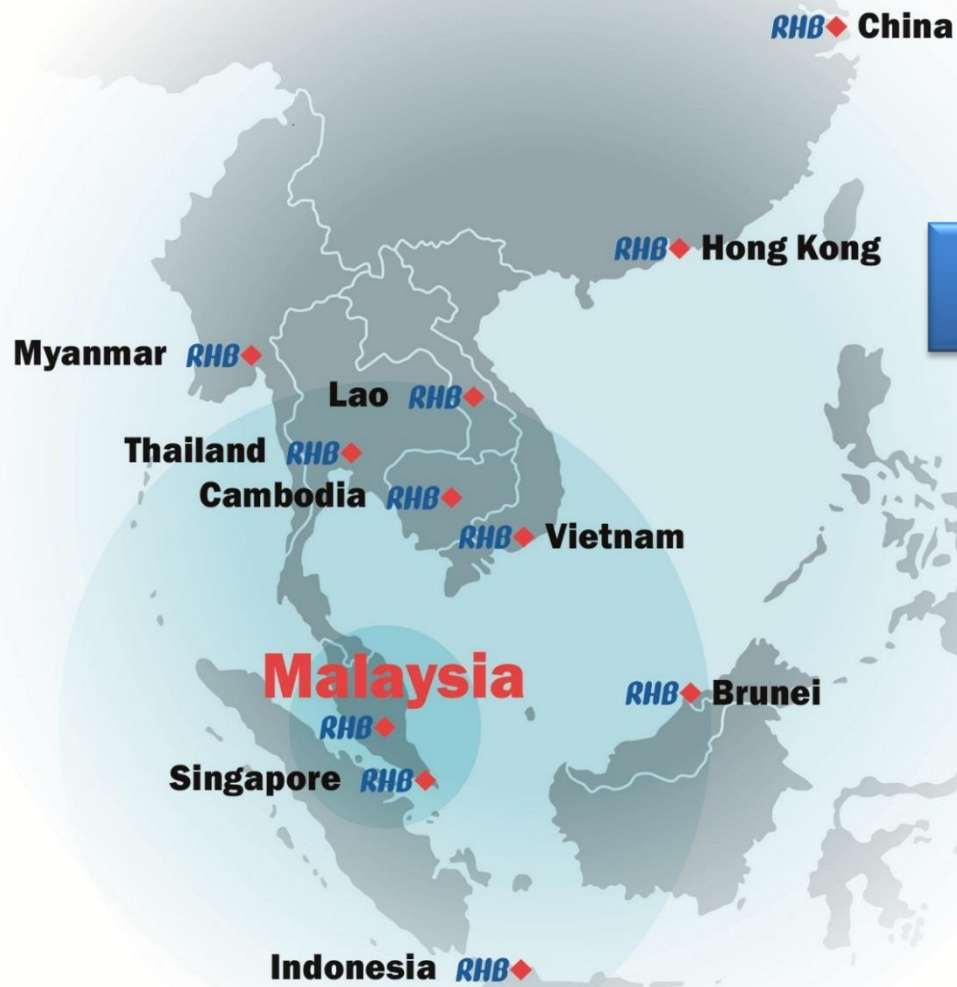 RHB China
RHB Hong Kong
Myanmar RHB
Lao RHB
Thailand RHB
Cambodia RHB
RHB Vietnam
Malaysia
RHB
RHB Brunei
Singapore RHB
Indonesia RHB